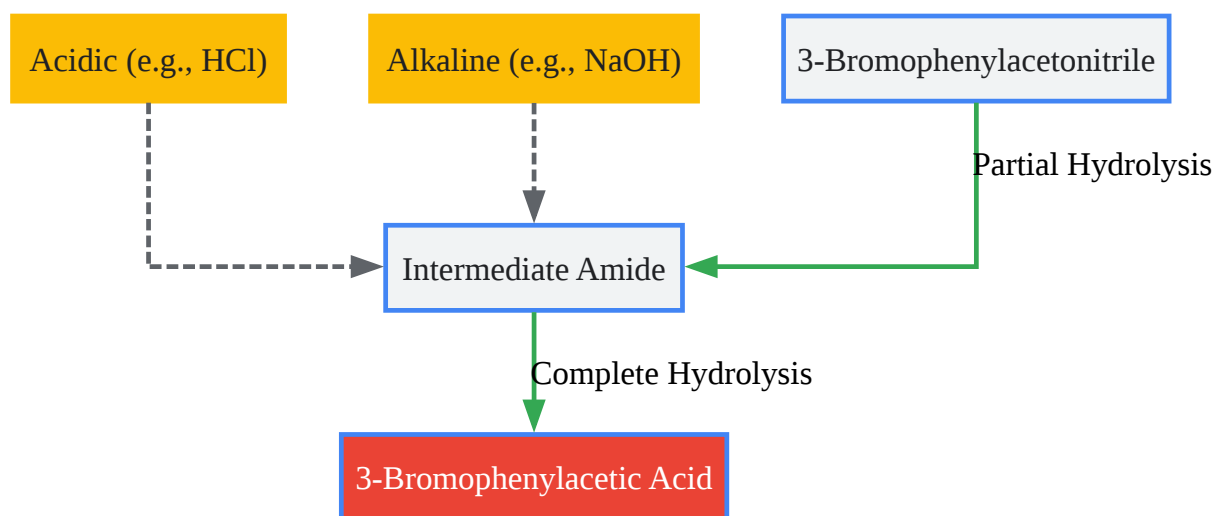 Acidic (e.g., HCl)
Alkaline (e.g., NaOH)
3-Bromophenylacetonitrile
Partial Hydrolysis
Intermediate Amide
Complete Hydrolysis
3-Bromophenylacetic Acid